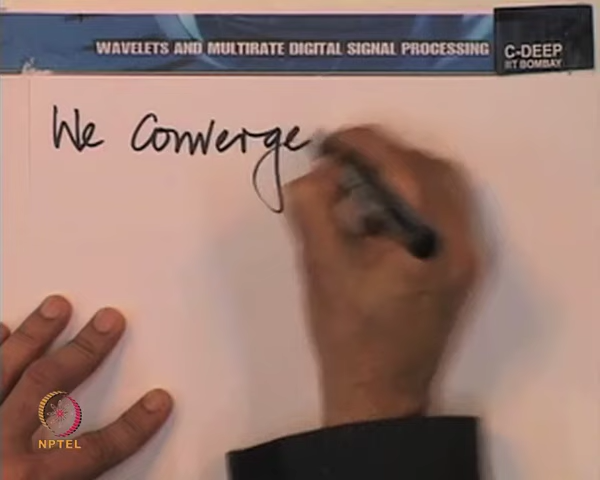 WAVELETS AND MULTIRATE DIGITAL SIGNAL PROCESSING
C-DEEP
IIT BOMBAY
We Converge
NPTEL